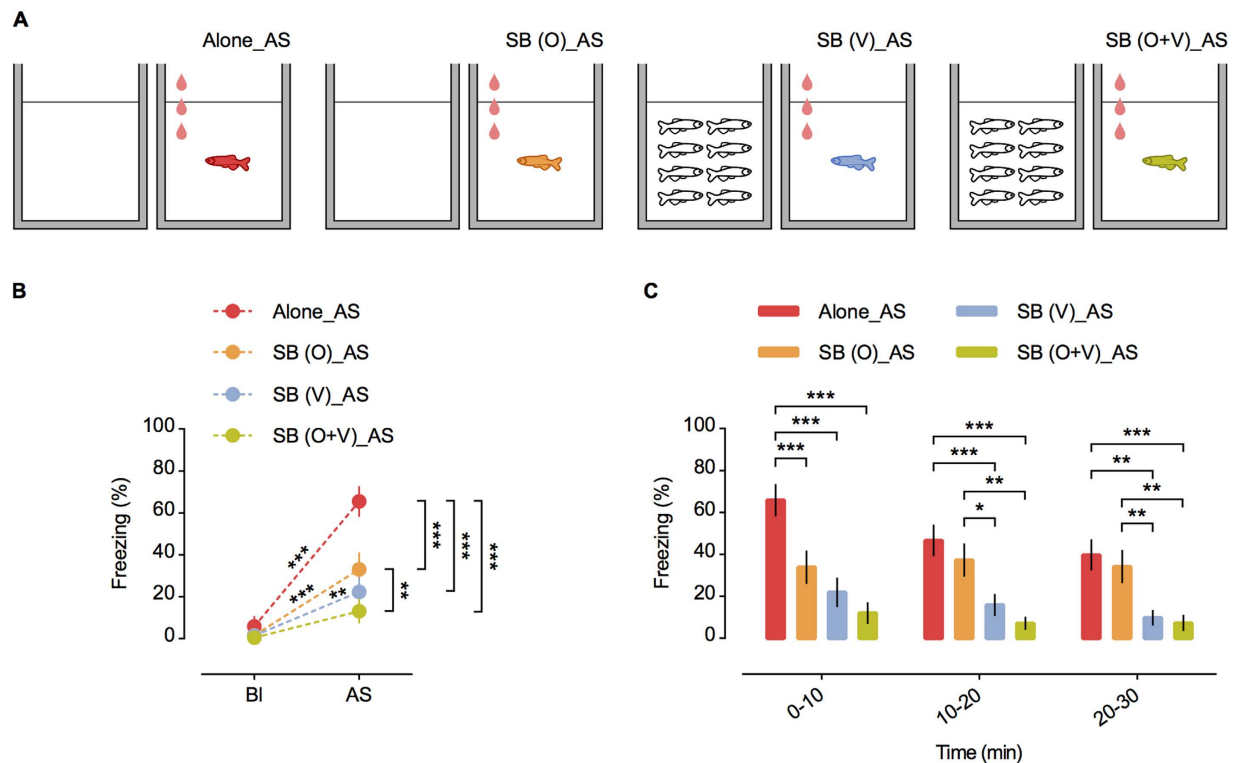 A
Alone_AS SB (O)_AS SB (V)_AS SB (O+V)_AS
B
Alone_AS
SB (O)_AS
SB (V)_AS
SB (O+V)_AS
Freezing (%)
100
80
60
40
20
0
*** *** **
*** *** *** **
BI AS
C
Alone_AS SB (V)_AS
SB (O)_AS SB (O+V)_AS
Freezing (%)
100
80
60
40
20
0
*** *** ***
*** *** ** *
*** ** ** **
0-10 10-20 20-30
Time (min)